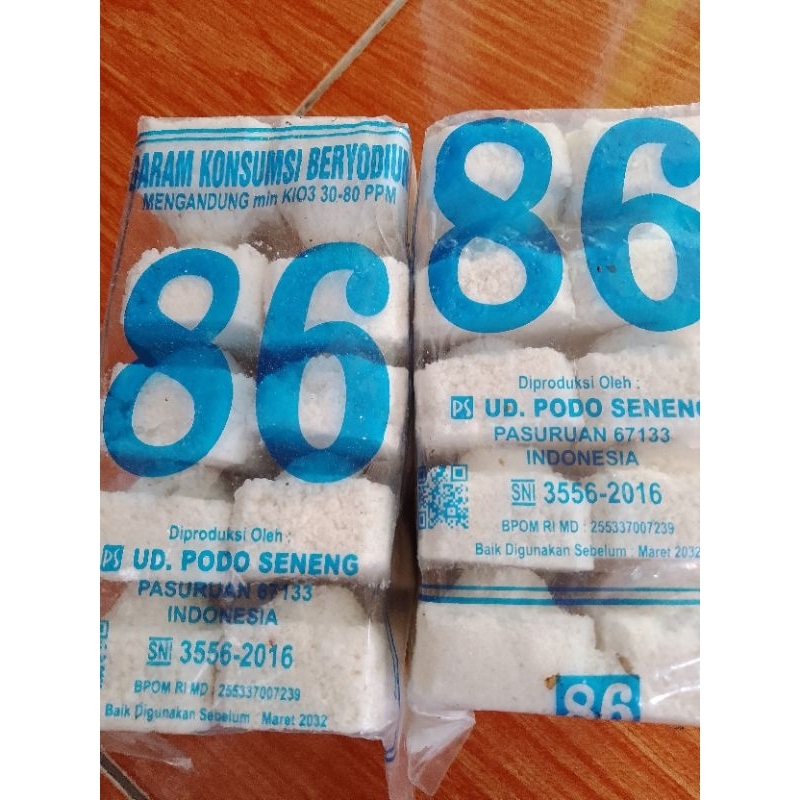 GARAM KONSUMSI BERYODIUM
MENGANDUNG min KIO3 30-80 PPM
86
Diproduksi Oleh :
PS UD. PODO SENENG
PASURUAN 67133
INDONESIA
SNI 3556-2016
BPOM RI MD : 255337007239
Baik Digunakan Sebelum : Maret 2032
86
Diproduksi Oleh :
PS UD. PODO SENENG
PASURUAN 67133
INDONESIA
SNI 3556-2016
BPOM RI MD : 255337007239
Baik Digunakan Sebelum : Maret 2032
86